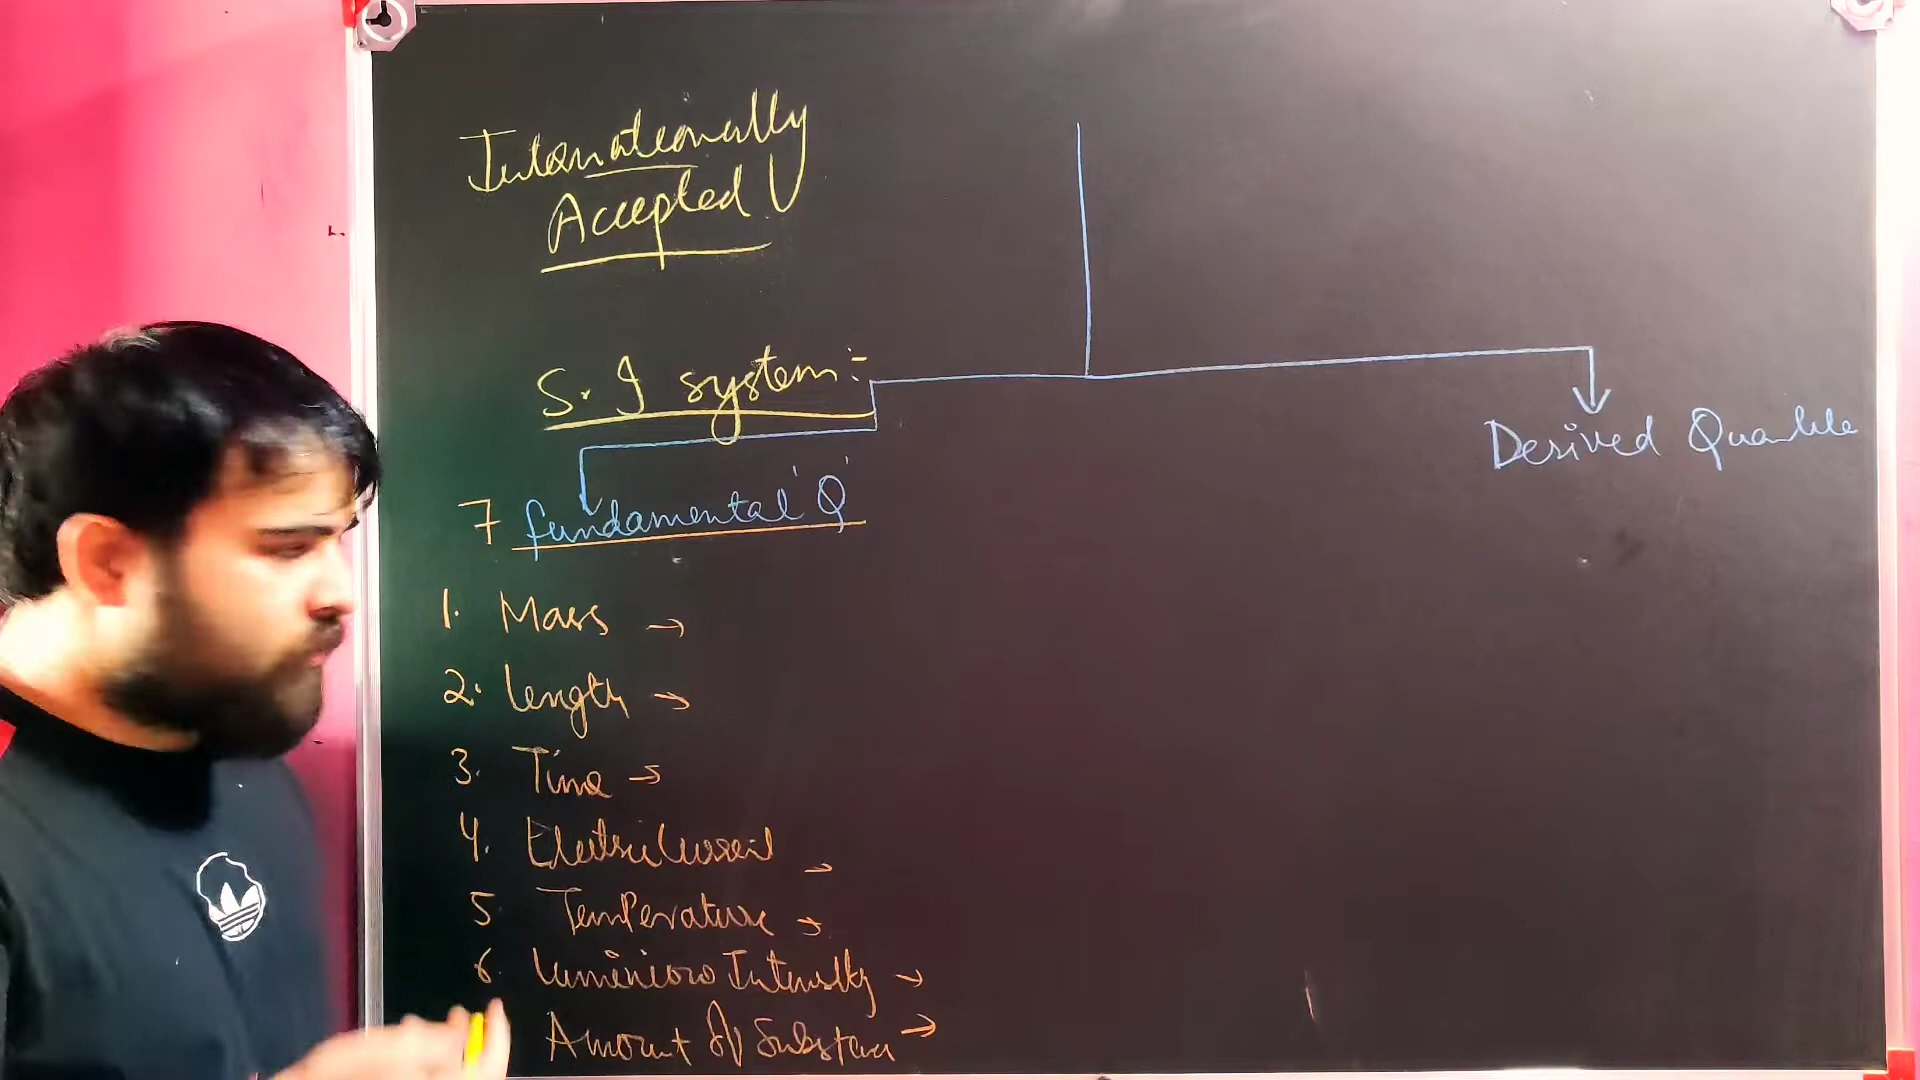 Internationally
Accepted
S. I system:-
7 fundamental 'Q'
Derived
1. Mass →
2. length →
3. Time →
4. Electric Current →
5 Temperature →
6. Luminious Intensity →
Amount Of Substance →